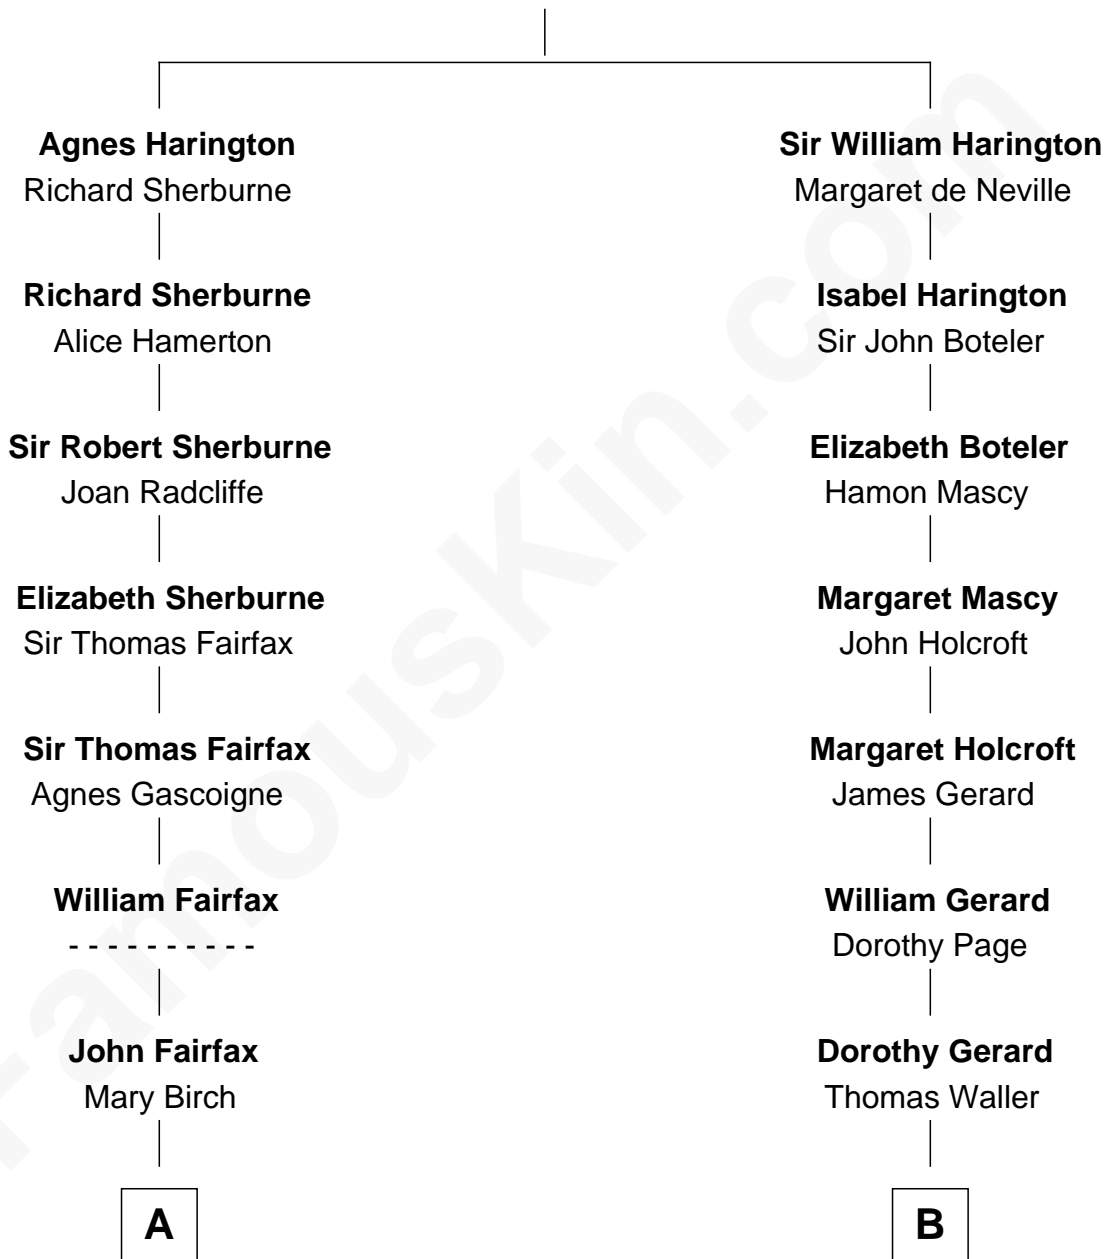 Agnes Harington
Richard Sherburne
Sir William Harington
Margaret de Neville
Richard Sherburne
Alice Hamerton
Isabel Harington
Sir John Boteler
Sir Robert Sherburne
Joan Radcliffe
Elizabeth Boteler
Hamon Mascy
Elizabeth Sherburne
Sir Thomas Fairfax
Margaret Mascy
John Holcroft
Sir Thomas Fairfax
Agnes Gascoigne
Margaret Holcroft
James Gerard
William Fairfax
- - - - - - - - - -
William Gerard
Dorothy Page
John Fairfax
Mary Birch
Dorothy Gerard
Thomas Waller
A
B
FamousKin.com